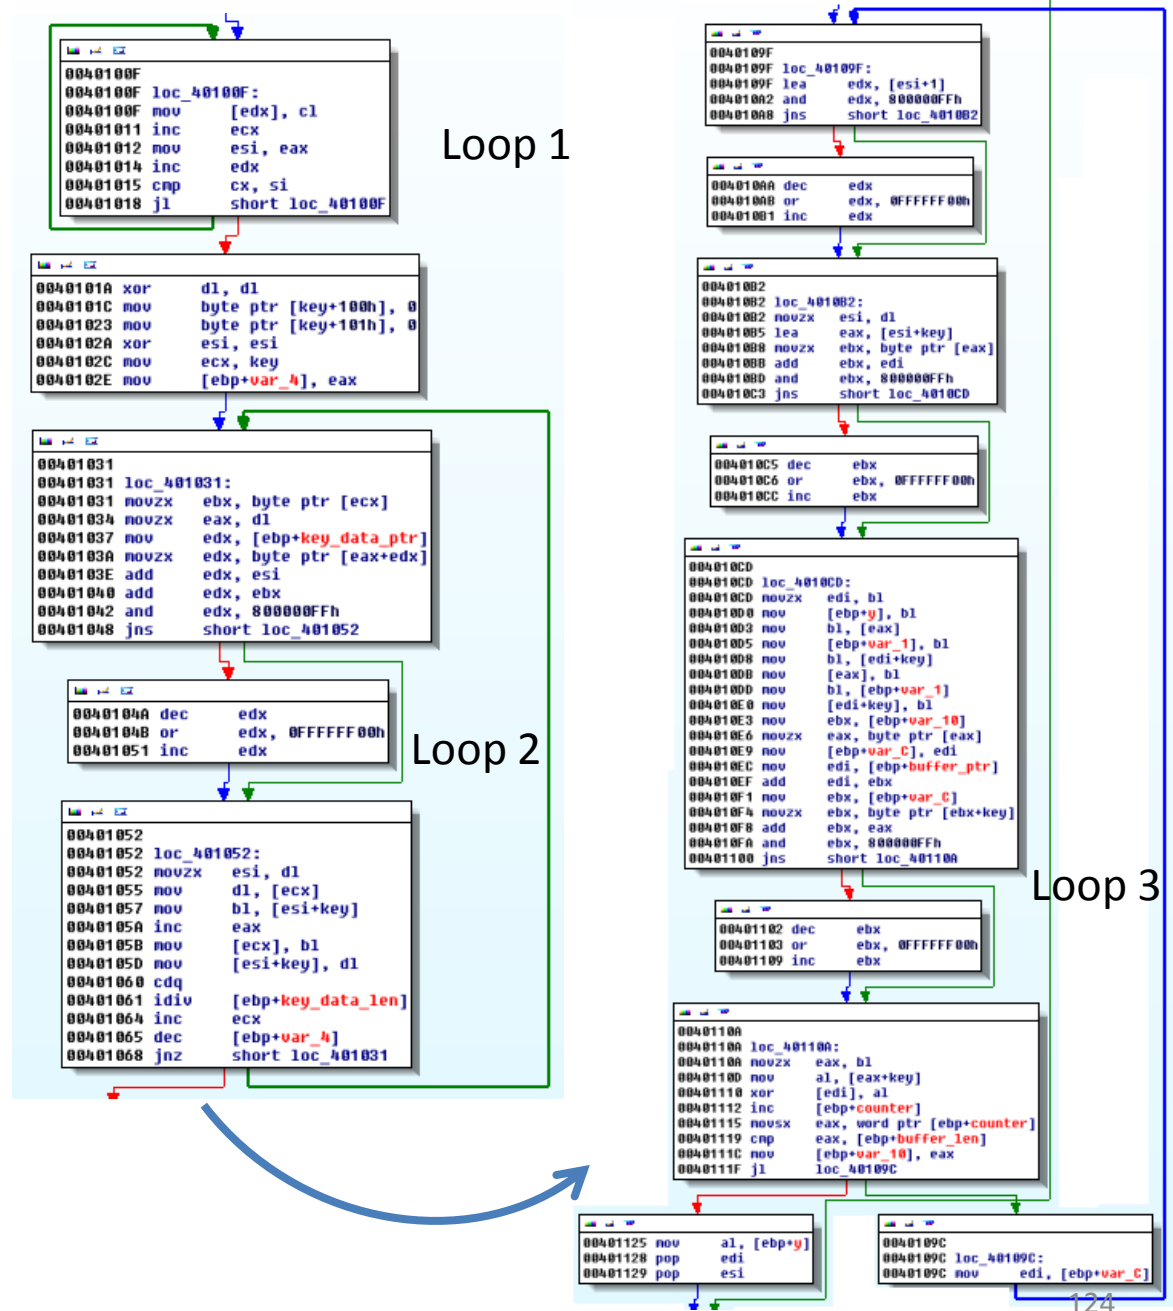 0040100F
0040100F loc_40100F:
0040100F mov [edx], cl
00401011 inc ecx
00401012 mov esi, eax
00401014 inc edx
00401015 cmp cx, si
00401018 jl short loc_40100F
Loop 1
0040101A xor dl, dl
0040101C mov byte ptr [key+100h], 0
00401023 mov byte ptr [key+101h], 0
0040102A xor esi, esi
0040102C mov ecx, key
0040102E mov [ebp+var_4], eax
00401031
00401031 loc_401031:
00401031 movzx ebx, byte ptr [ecx]
00401034 movzx eax, dl
00401037 mov edx, [ebp+key_data_ptr]
0040103A movzx edx, byte ptr [eax+edx]
0040103E add edx, esi
00401040 add edx, ebx
00401042 and edx, 800000FFh
00401048 jns short loc_401052
0040104A dec edx
0040104B or edx, 0FFFFFF00h
00401051 inc edx
Loop 2
00401052
00401052 loc_401052:
00401052 movzx esi, dl
00401055 mov dl, [ecx]
00401057 mov bl, [esi+key]
0040105A inc eax
0040105B mov [ecx], bl
0040105D mov [esi+key], dl
00401060 cdq
00401061 idiv [ebp+key_data_len]
00401064 inc ecx
00401065 dec [ebp+var_4]
00401068 jnz short loc_401031
0040109F
0040109F loc_40109F:
0040109F lea edx, [esi+1]
004010A2 and edx, 800000FFh
004010A8 jns short loc_4010B2
004010AA dec edx
004010AB or edx, 0FFFFFF00h
004010B1 inc edx
004010B2
004010B2 loc_4010B2:
004010B2 movzx esi, dl
004010B5 lea eax, [esi+key]
004010B8 movzx ebx, byte ptr [eax]
004010BB add ebx, edi
004010BD and ebx, 800000FFh
004010C3 jns short loc_4010CD
004010C5 dec ebx
004010C6 or ebx, 0FFFFFF00h
004010CC inc ebx
004010CD
004010CD loc_4010CD:
004010CD movzx edi, bl
004010D0 mov [ebp+y], bl
004010D3 mov bl, [eax]
004010D5 mov [ebp+var_1], bl
004010D8 mov bl, [edi+key]
004010DB mov [eax], bl
004010DD mov bl, [ebp+var_1]
004010E0 mov [edi+key], bl
004010E3 mov ebx, [ebp+var_10]
004010E6 movzx eax, byte ptr [eax]
004010E9 mov [ebp+var_C], edi
004010EC mov edi, [ebp+buffer_ptr]
004010EF add edi, ebx
004010F1 mov ebx, [ebp+var_C]
004010F4 movzx ebx, byte ptr [ebx+key]
004010F8 add ebx, eax
004010FA and ebx, 800000FFh
00401100 jns short loc_40110A
Loop 3
00401102 dec ebx
00401103 or ebx, 0FFFFFF00h
00401109 inc ebx
0040110A
0040110A loc_40110A:
0040110A movzx eax, bl
0040110D mov al, [eax+key]
00401110 xor [edi], al
00401112 inc [ebp+counter]
00401115 movsx eax, word ptr [ebp+counter]
00401119 cmp eax, [ebp+buffer_len]
0040111C mov [ebp+var_10], eax
0040111F jl loc_40109C
00401125 mov al, [ebp+y]
00401128 pop edi
00401129 pop esi
0040109C
0040109C loc_40109C:
0040109C mov edi, [ebp+var_C]
124